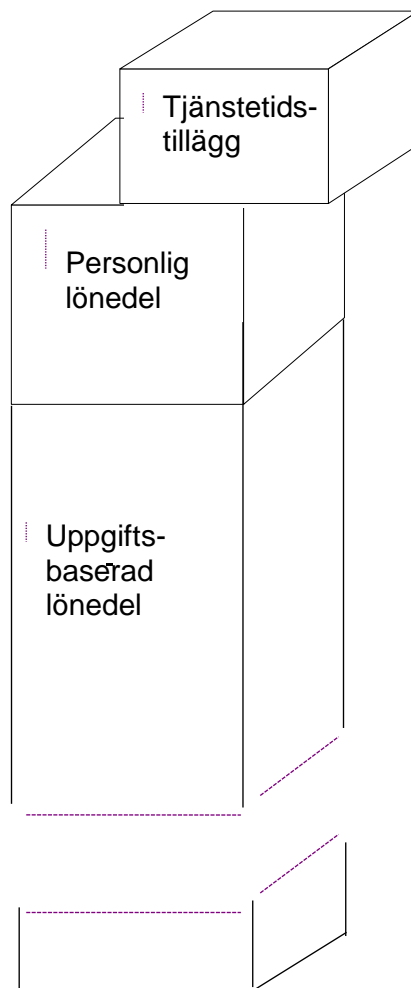 Tjänstetids-
tillägg
Personlig
lönedel
Uppgifts-
baserad
lönedel